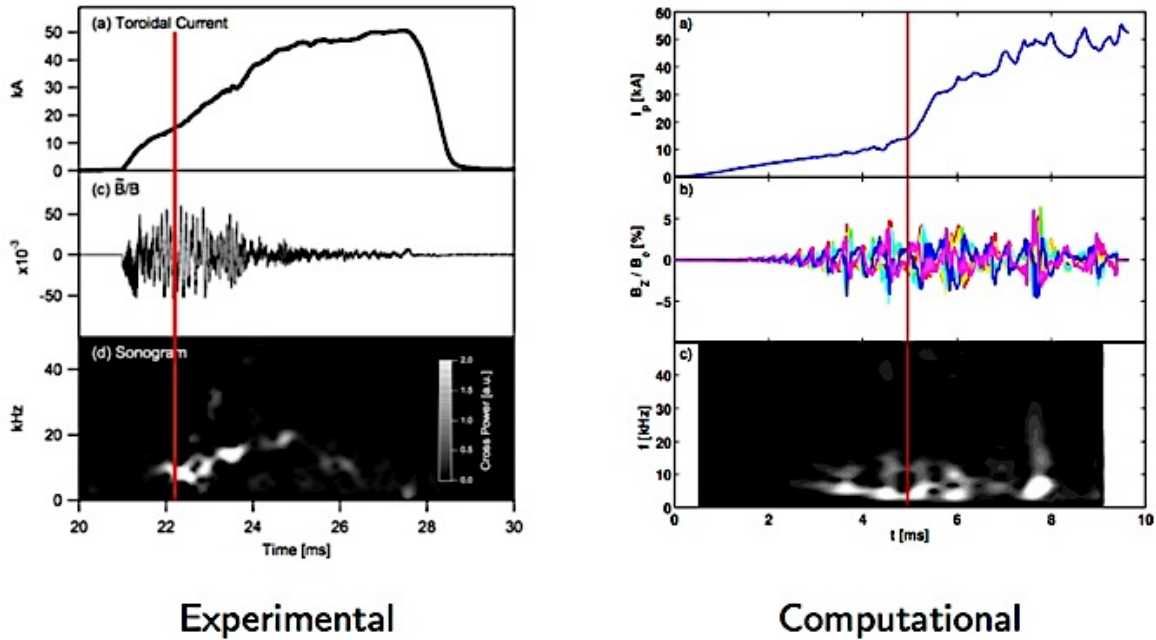 (a) Toroidal Current
50
40
30
20
10
0
kA
(c) B̃/B
50
0
-50
x10⁻³
(d) Sonogram
40
20
0
kHz
2.0
1.5
1.0
0.5
0.0
Cross Power [a.u.]
20 22 24 26 28 30
Time [ms]
Experimental
a)
60
50
40
30
20
10
0
I_p [kA]
b)
5
0
-5
B_Z / B_φ [%]
c)
40
30
20
10
0
f [kHz]
0 2 4 6 8 10
t [ms]
Computational